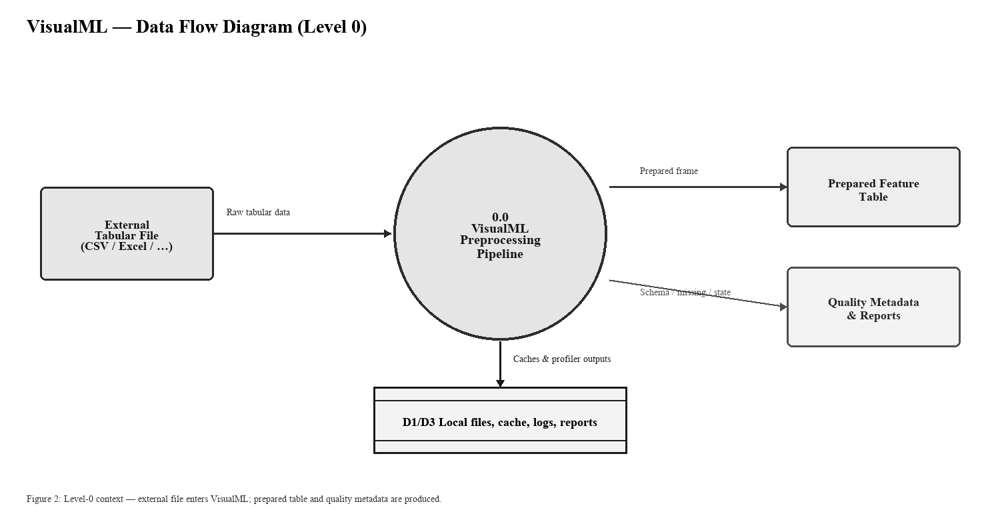 VisualML — Data Flow Diagram (Level 0)
External
Tabular File
(CSV / Excel / …)
Raw tabular data
0.0
VisualML
Preprocessing
Pipeline
Prepared frame
Prepared Feature
Table
Schema / missing / state
Quality Metadata
& Reports
Caches & profiler outputs
D1/D3 Local files, cache, logs, reports
Figure 2: Level-0 context — external file enters VisualML; prepared table and quality metadata are produced.